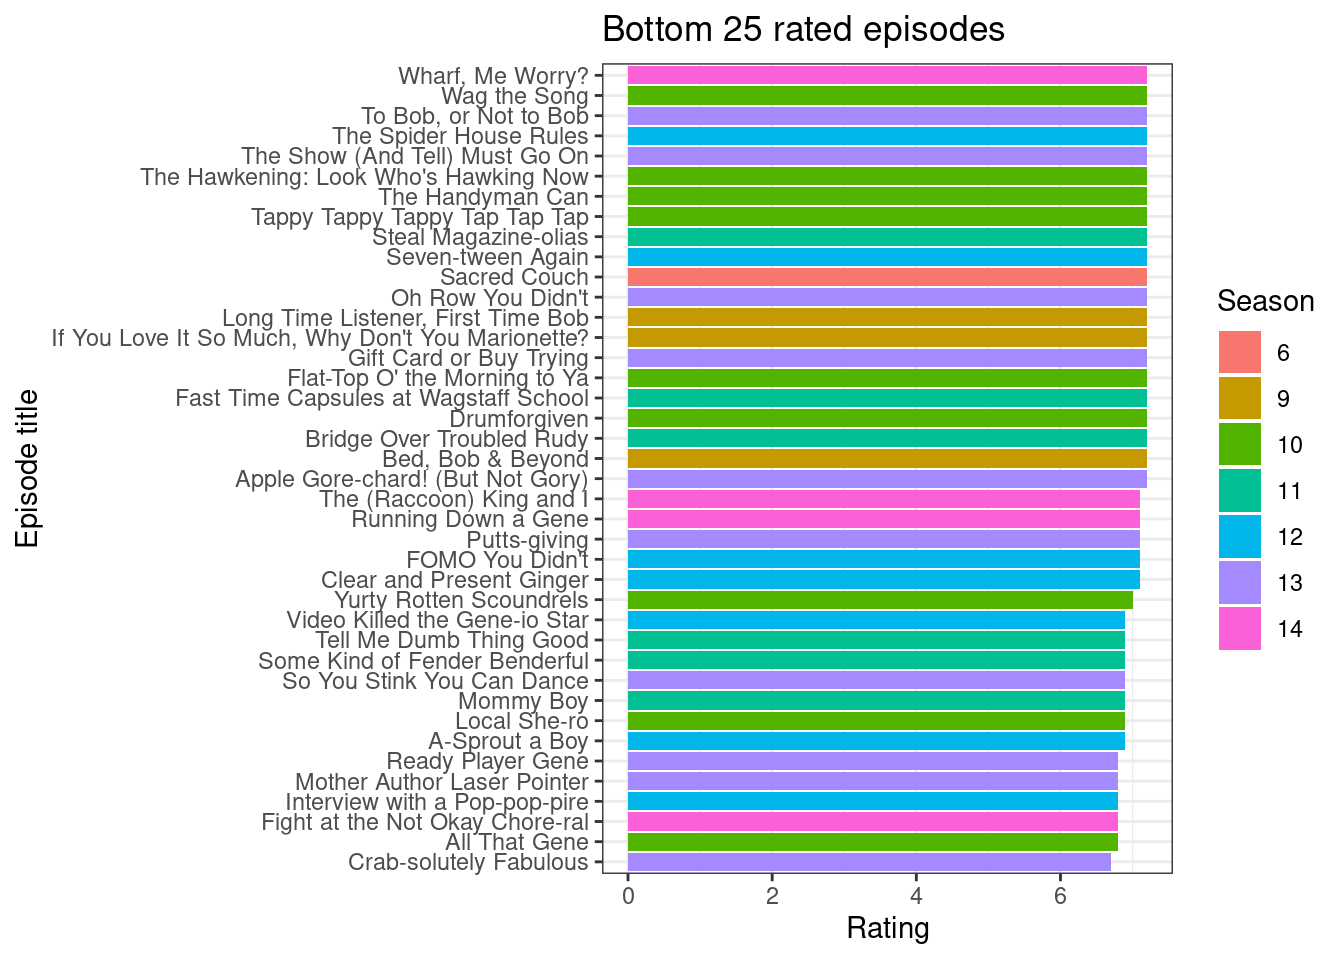 Bottom 25 rated episodes
Wharf, Me Worry?
Wag the Song
To Bob, or Not to Bob
The Spider House Rules
The Show (And Tell) Must Go On
The Hawkening: Look Who's Hawking Now
The Handyman Can
Tappy Tappy Tappy Tap Tap Tap
Steal Magazine-olias
Seven-tween Again
Sacred Couch
Oh Row You Didn't
Long Time Listener, First Time Bob
If You Love It So Much, Why Don't You Marionette?
Gift Card or Buy Trying
Flat-Top O' the Morning to Ya
Fast Time Capsules at Wagstaff School
Drumforgiven
Bridge Over Troubled Rudy
Bed, Bob & Beyond
Apple Gore-chard! (But Not Gory)
The (Raccoon) King and I
Running Down a Gene
Putts-giving
FOMO You Didn't
Clear and Present Ginger
Yurty Rotten Scoundrels
Video Killed the Gene-io Star
Tell Me Dumb Thing Good
Some Kind of Fender Benderful
So You Stink You Can Dance
Mommy Boy
Local She-ro
A-Sprout a Boy
Ready Player Gene
Mother Author Laser Pointer
Interview with a Pop-pop-pire
Fight at the Not Okay Chore-ral
All That Gene
Crab-solutely Fabulous
Episode title
0 2 4 6
Rating
Season
6
9
10
11
12
13
14